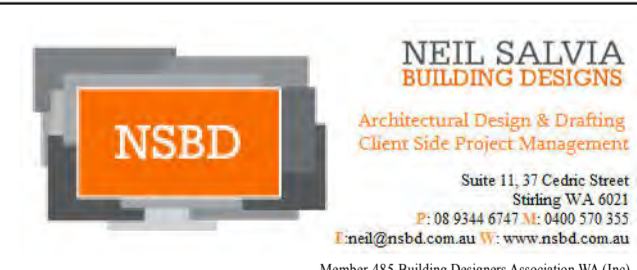 NSBD
NEIL SALVIA
BUILDING DESIGNS
Architectural Design & Drafting
Client Side Project Management
Suite 11, 37 Cedric Street
Stirling WA 6021
P: 08 9344 6747 M: 0400 570 355
E:neil@nsbd.com.au W: www.nsbd.com.au
Member 485 Building Designers Association WA (Inc)